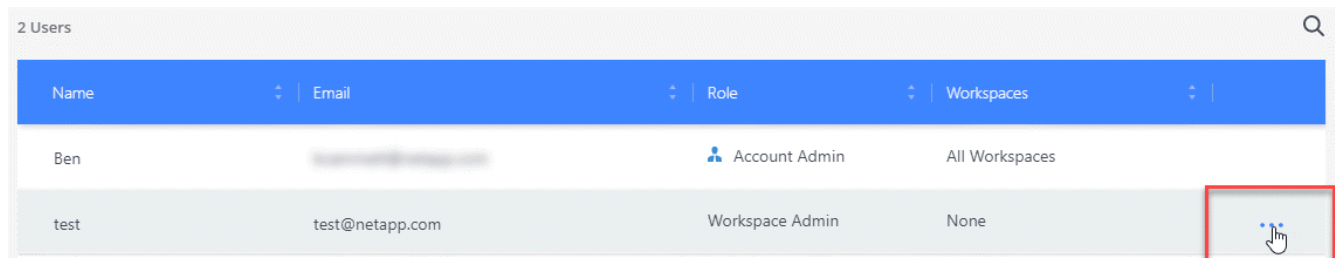 2 Users
Name Email Role Workspaces
Ben Account Admin All Workspaces
test test@netapp.com Workspace Admin None